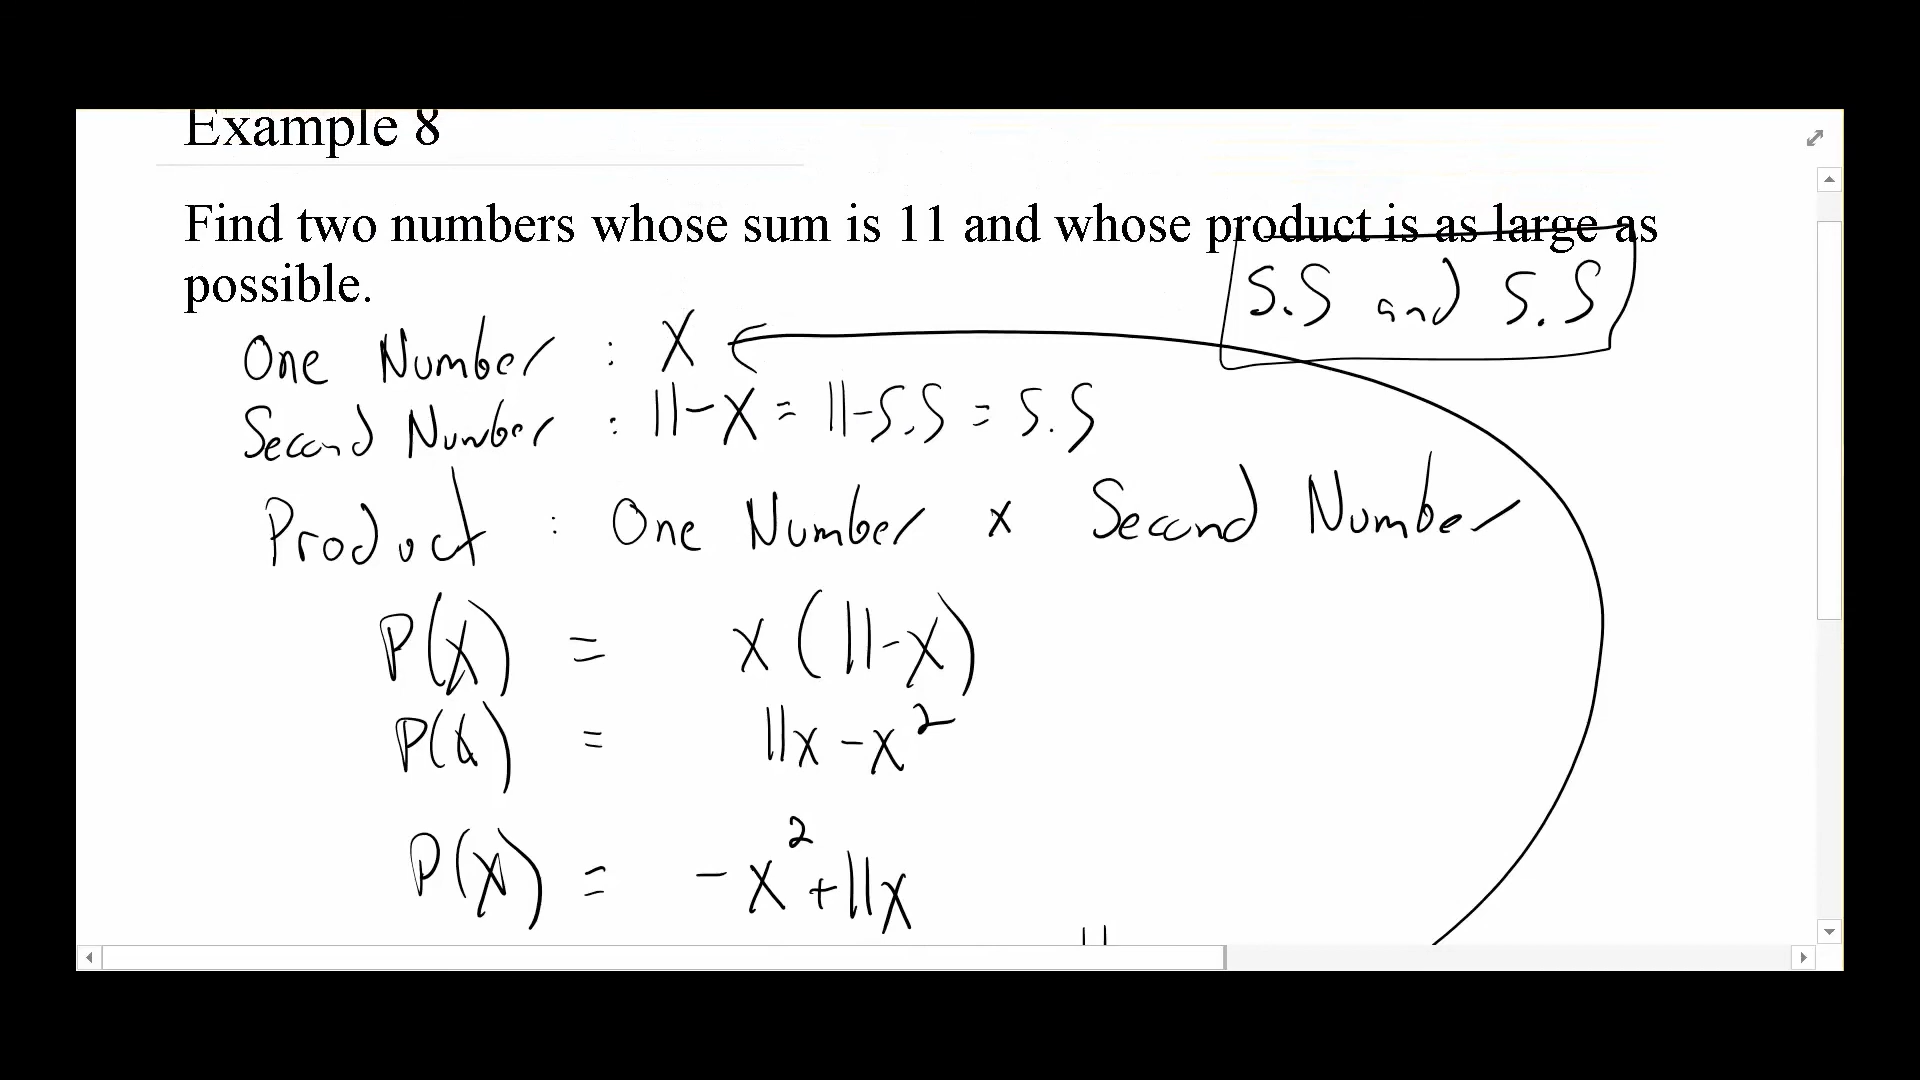 Example 8
Find two numbers whose sum is 11 and whose product is as large as
possible.
5.5 and 5.5
One Number : X
Second Number : 11-X = 11-5.5 = 5.5
Product : One Number x Second Number
P(X) = x(11-x)
P(X) = 11x-x²
P(X) = -x²+11x
11